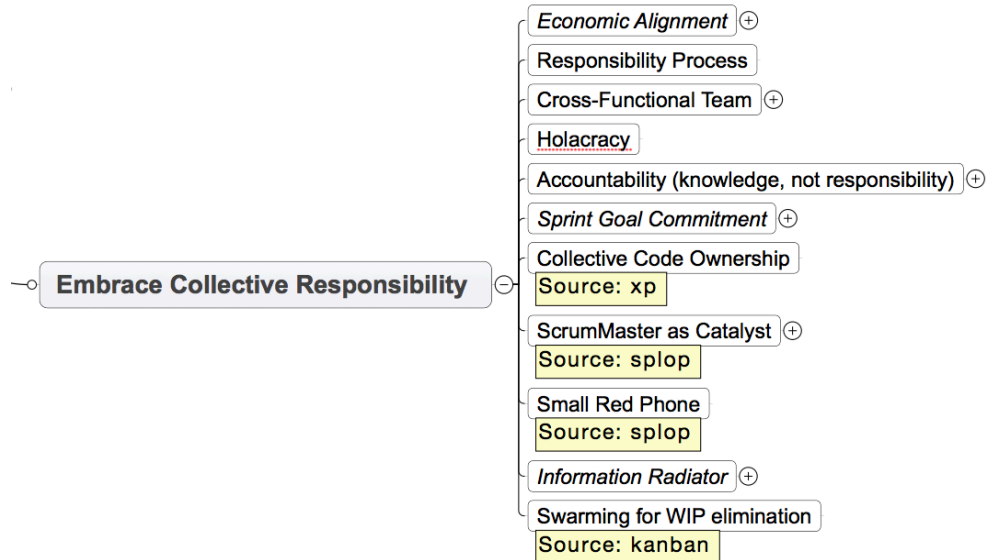 Economic Alignment
Responsibility Process
Cross-Functional Team
Holacracy
Accountability (knowledge, not responsibility)
Sprint Goal Commitment
Embrace Collective Responsibility
Collective Code Ownership
Source: xp
ScrumMaster as Catalyst
Source: splop
Small Red Phone
Source: splop
Information Radiator
Swarming for WIP elimination
Source: kanban